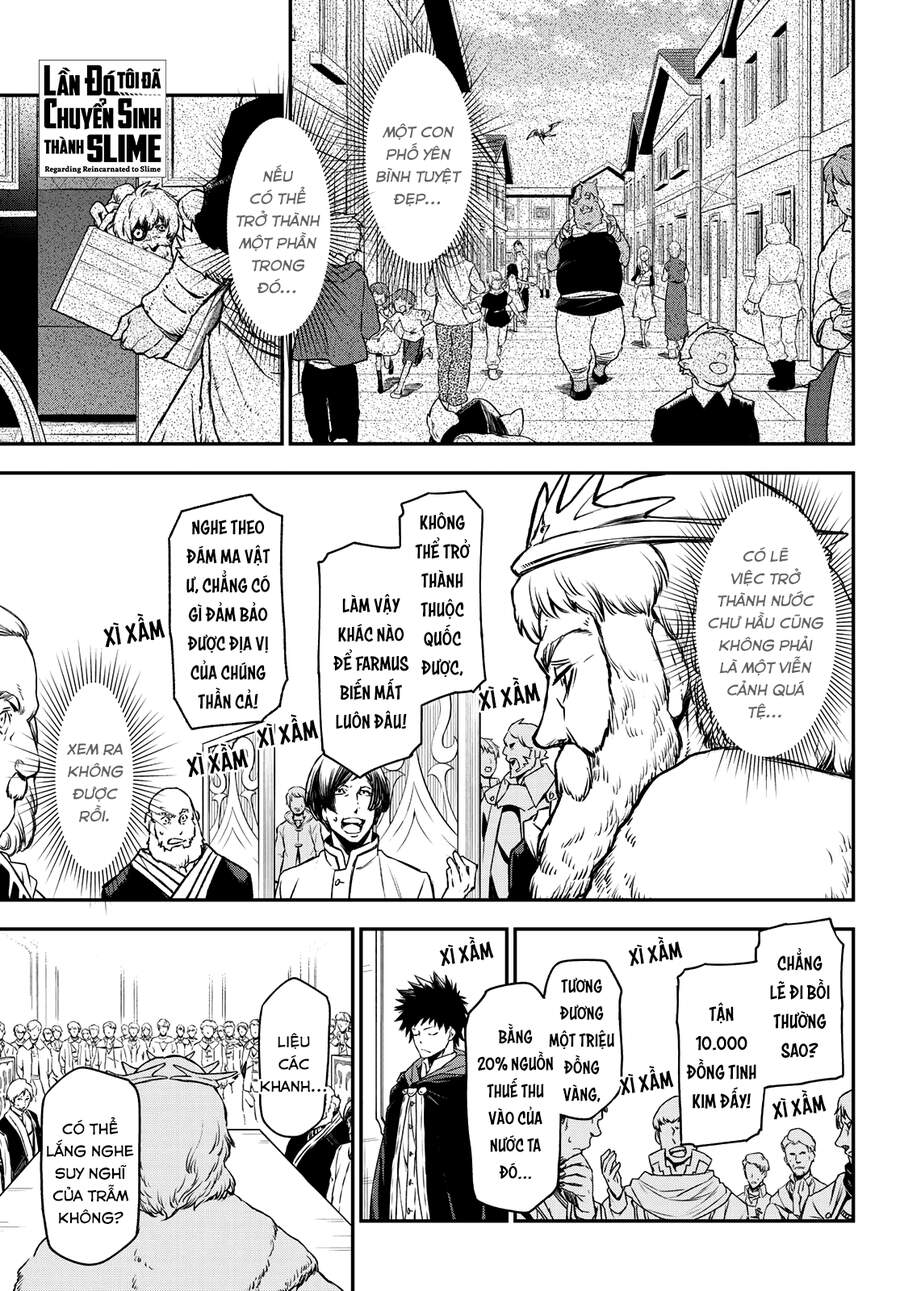 LẦN ĐÓ TÔI ĐÃ
CHUYỂN SINH
THÀNH SLIME
Regarding Reincarnated to Slime
MỘT CON
PHỐ YÊN
BÌNH TUYỆT
ĐẸP...
NẾU
CÓ THỂ
TRỞ THÀNH
MỘT PHẦN
TRONG
ĐÓ...
CÓ LẼ
VIỆC TRỞ
THÀNH NƯỚC
CHƯ HẦU CŨNG
KHÔNG PHẢI
LÀ MỘT VIỄN
CẢNH QUÁ
TỆ...
KHÔNG
THỂ TRỞ
THÀNH
THUỘC
QUỐC
ĐƯỢC,
LÀM VẬY
KHÁC NÀO
ĐỂ FARMUS
BIẾN MẤT
LUÔN ĐÂU!
XÌ XẦM
XÌ XẦM
NGHE THEO
ĐÁM MA VẬT
Ư, CHẲNG CÓ
GÌ ĐẢM BẢO
ĐƯỢC ĐỊA VỊ
CỦA CHÚNG
THẦN CẢ!
XÌ XẦM
XÌ XẦM
XEM RA
KHÔNG
ĐƯỢC
RỒI.
CHẲNG
LẼ ĐI BỒI
THƯỜNG
SAO?
TẬN
10.000
ĐỒNG TINH
KIM ĐẤY!
XÌ XẦM
XÌ XẦM
XÌ XẦM
TƯƠNG
ĐƯƠNG
MỘT TRIỆU
ĐỒNG
VÀNG,
BẰNG
20% NGUỒN
THUẾ THU
VÀO CỦA
NƯỚC TA
ĐÓ...
XÌ XẦM
LIỆU
CÁC
KHANH...
CÓ THỂ
LẮNG NGHE
SUY NGHĨ
CỦA TRẪM
KHÔNG?